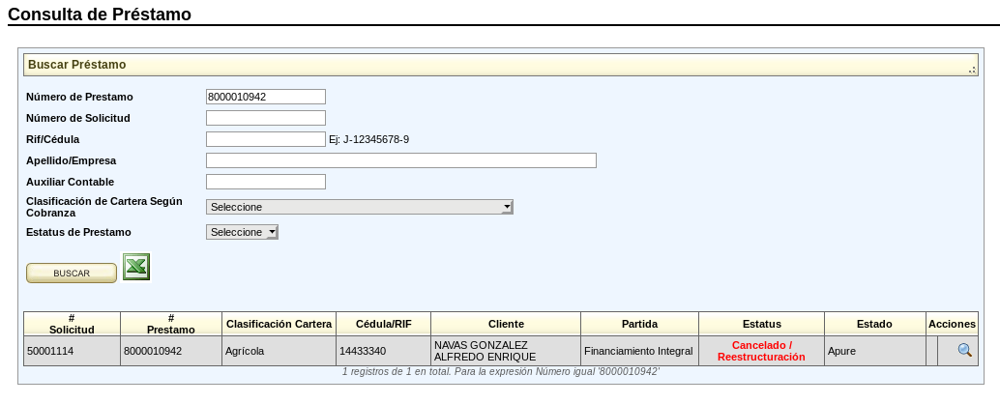 Consulta de Préstamo
Buscar Préstamo
Número de Prestamo 8000010942
Número de Solicitud
Rif/Cédula Ej: J-12345678-9
Apellido/Empresa
Auxiliar Contable
Clasificación de Cartera Según
Cobranza
Seleccione
Estatus de Prestamo Seleccione
BUSCAR
# Solicitud # Prestamo Clasificación Cartera Cédula/RIF Cliente Partida Estatus Estado Acciones
50001114 8000010942 Agrícola 14433340 NAVAS GONZALEZ ALFREDO ENRIQUE Financiamiento Integral Cancelado / Reestructuración Apure
1 registros de 1 en total. Para la expresión Número igual '8000010942'